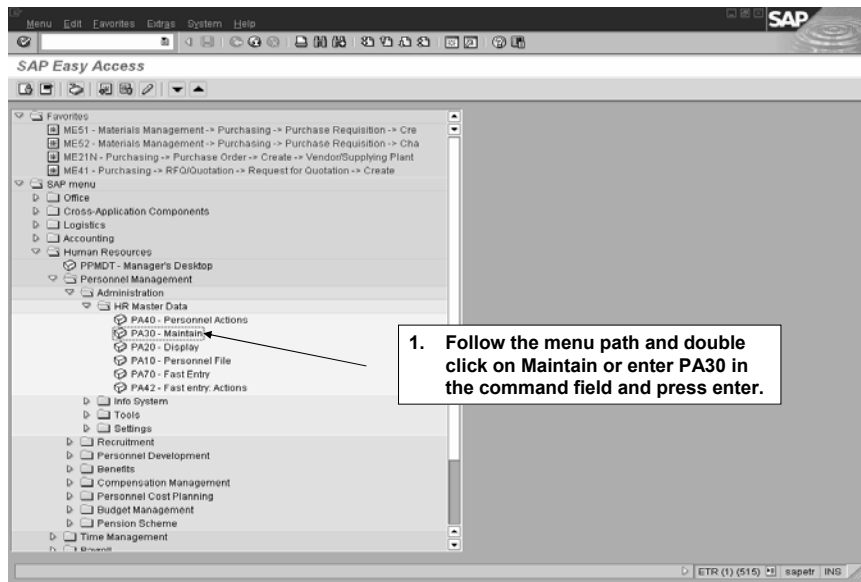 Menu Edit Favorites Extras System Help
SAP
SAP Easy Access
Favorites
ME51 - Materials Management -> Purchasing -> Purchase Requisition -> Cre
ME52 - Materials Management -> Purchasing -> Purchase Requisition -> Cha
ME21N - Purchasing -> Purchase Order -> Create -> Vendor/Supplying Plant
ME41 - Purchasing -> RFQ/Quotation -> Request for Quotation -> Create
SAP menu
Office
Cross-Application Components
Logistics
Accounting
Human Resources
PPMDT - Manager's Desktop
Personnel Management
Administration
HR Master Data
PA40 - Personnel Actions
PA30 - Maintain
PA20 - Display
PA10 - Personnel File
PA70 - Fast Entry
PA42 - Fast entry: Actions
Info System
Tools
Settings
Recruitment
Personnel Development
Benefits
Compensation Management
Personnel Cost Planning
Budget Management
Pension Scheme
Time Management
Payroll
1. Follow the menu path and double
click on Maintain or enter PA30 in
the command field and press enter.
ETR (1) (515) sapetr INS